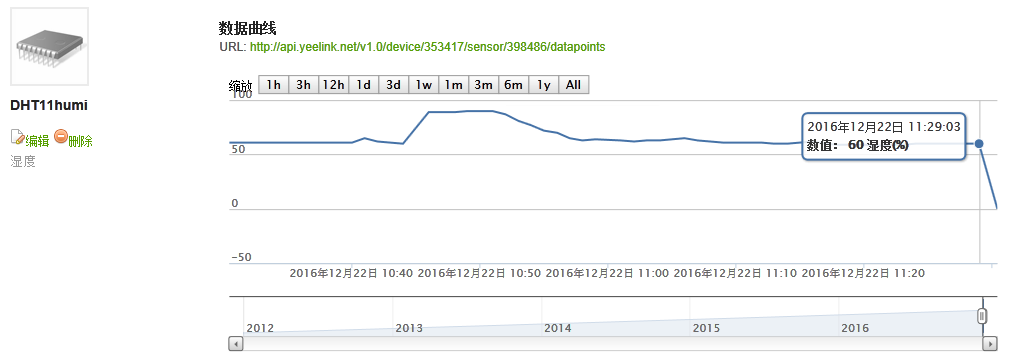 DHT11humi
编辑 删除
湿度
数据曲线
URL: http://api.yeelink.net/v1.0/device/353417/sensor/398486/datapoints
缩放 1h 3h 12h 1d 3d 1w 1m 3m 6m 1y All
100
2016年12月22日 11:29:03
数值： 60 湿度(%)
50
0
-50
2016年12月22日 10:40 2016年12月22日 10:50 2016年12月22日 11:00 2016年12月22日 11:10 2016年12月22日 11:20
2012 2013 2014 2015 2016